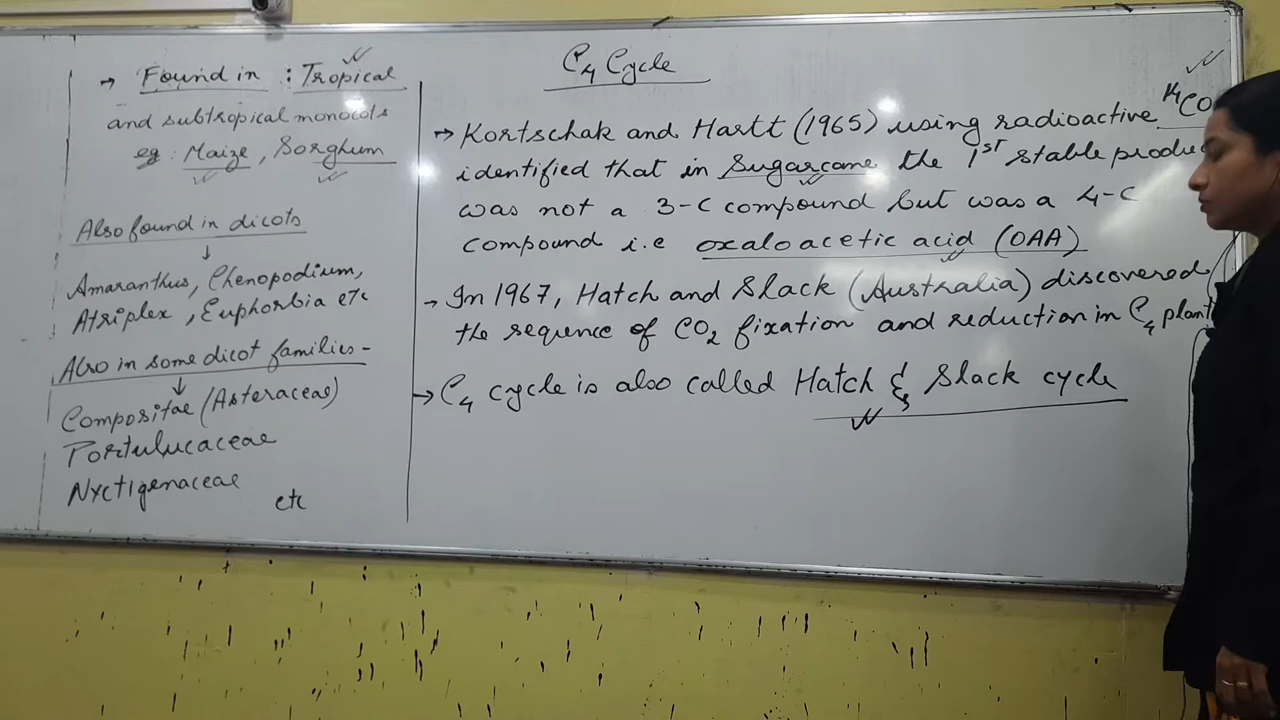 C4 Cycle
→ Found in : Tropical
and subtropical monocots
eg: Maize, Sorghum
Also found in dicots
↓
Amaranthus, Chenopodium,
Atriplex, Euphorbia etc
Also in some dicot families-
↓
Compositae (Asteraceae)
Portulucaceae
Nyctigenaceae
etc
→ Kortschak and Hartt (1965) using radioactive 14CO
identified that in Sugarcane the 1st stable produc
was not a 3-C compound but was a 4-C
compound i.e oxaloacetic acid (OAA)
→ In 1967, Hatch and Slack (Australia) discovered
the sequence of CO2 fixation and reduction in C4 plant
→ C4 cycle is also called Hatch & Slack cycle